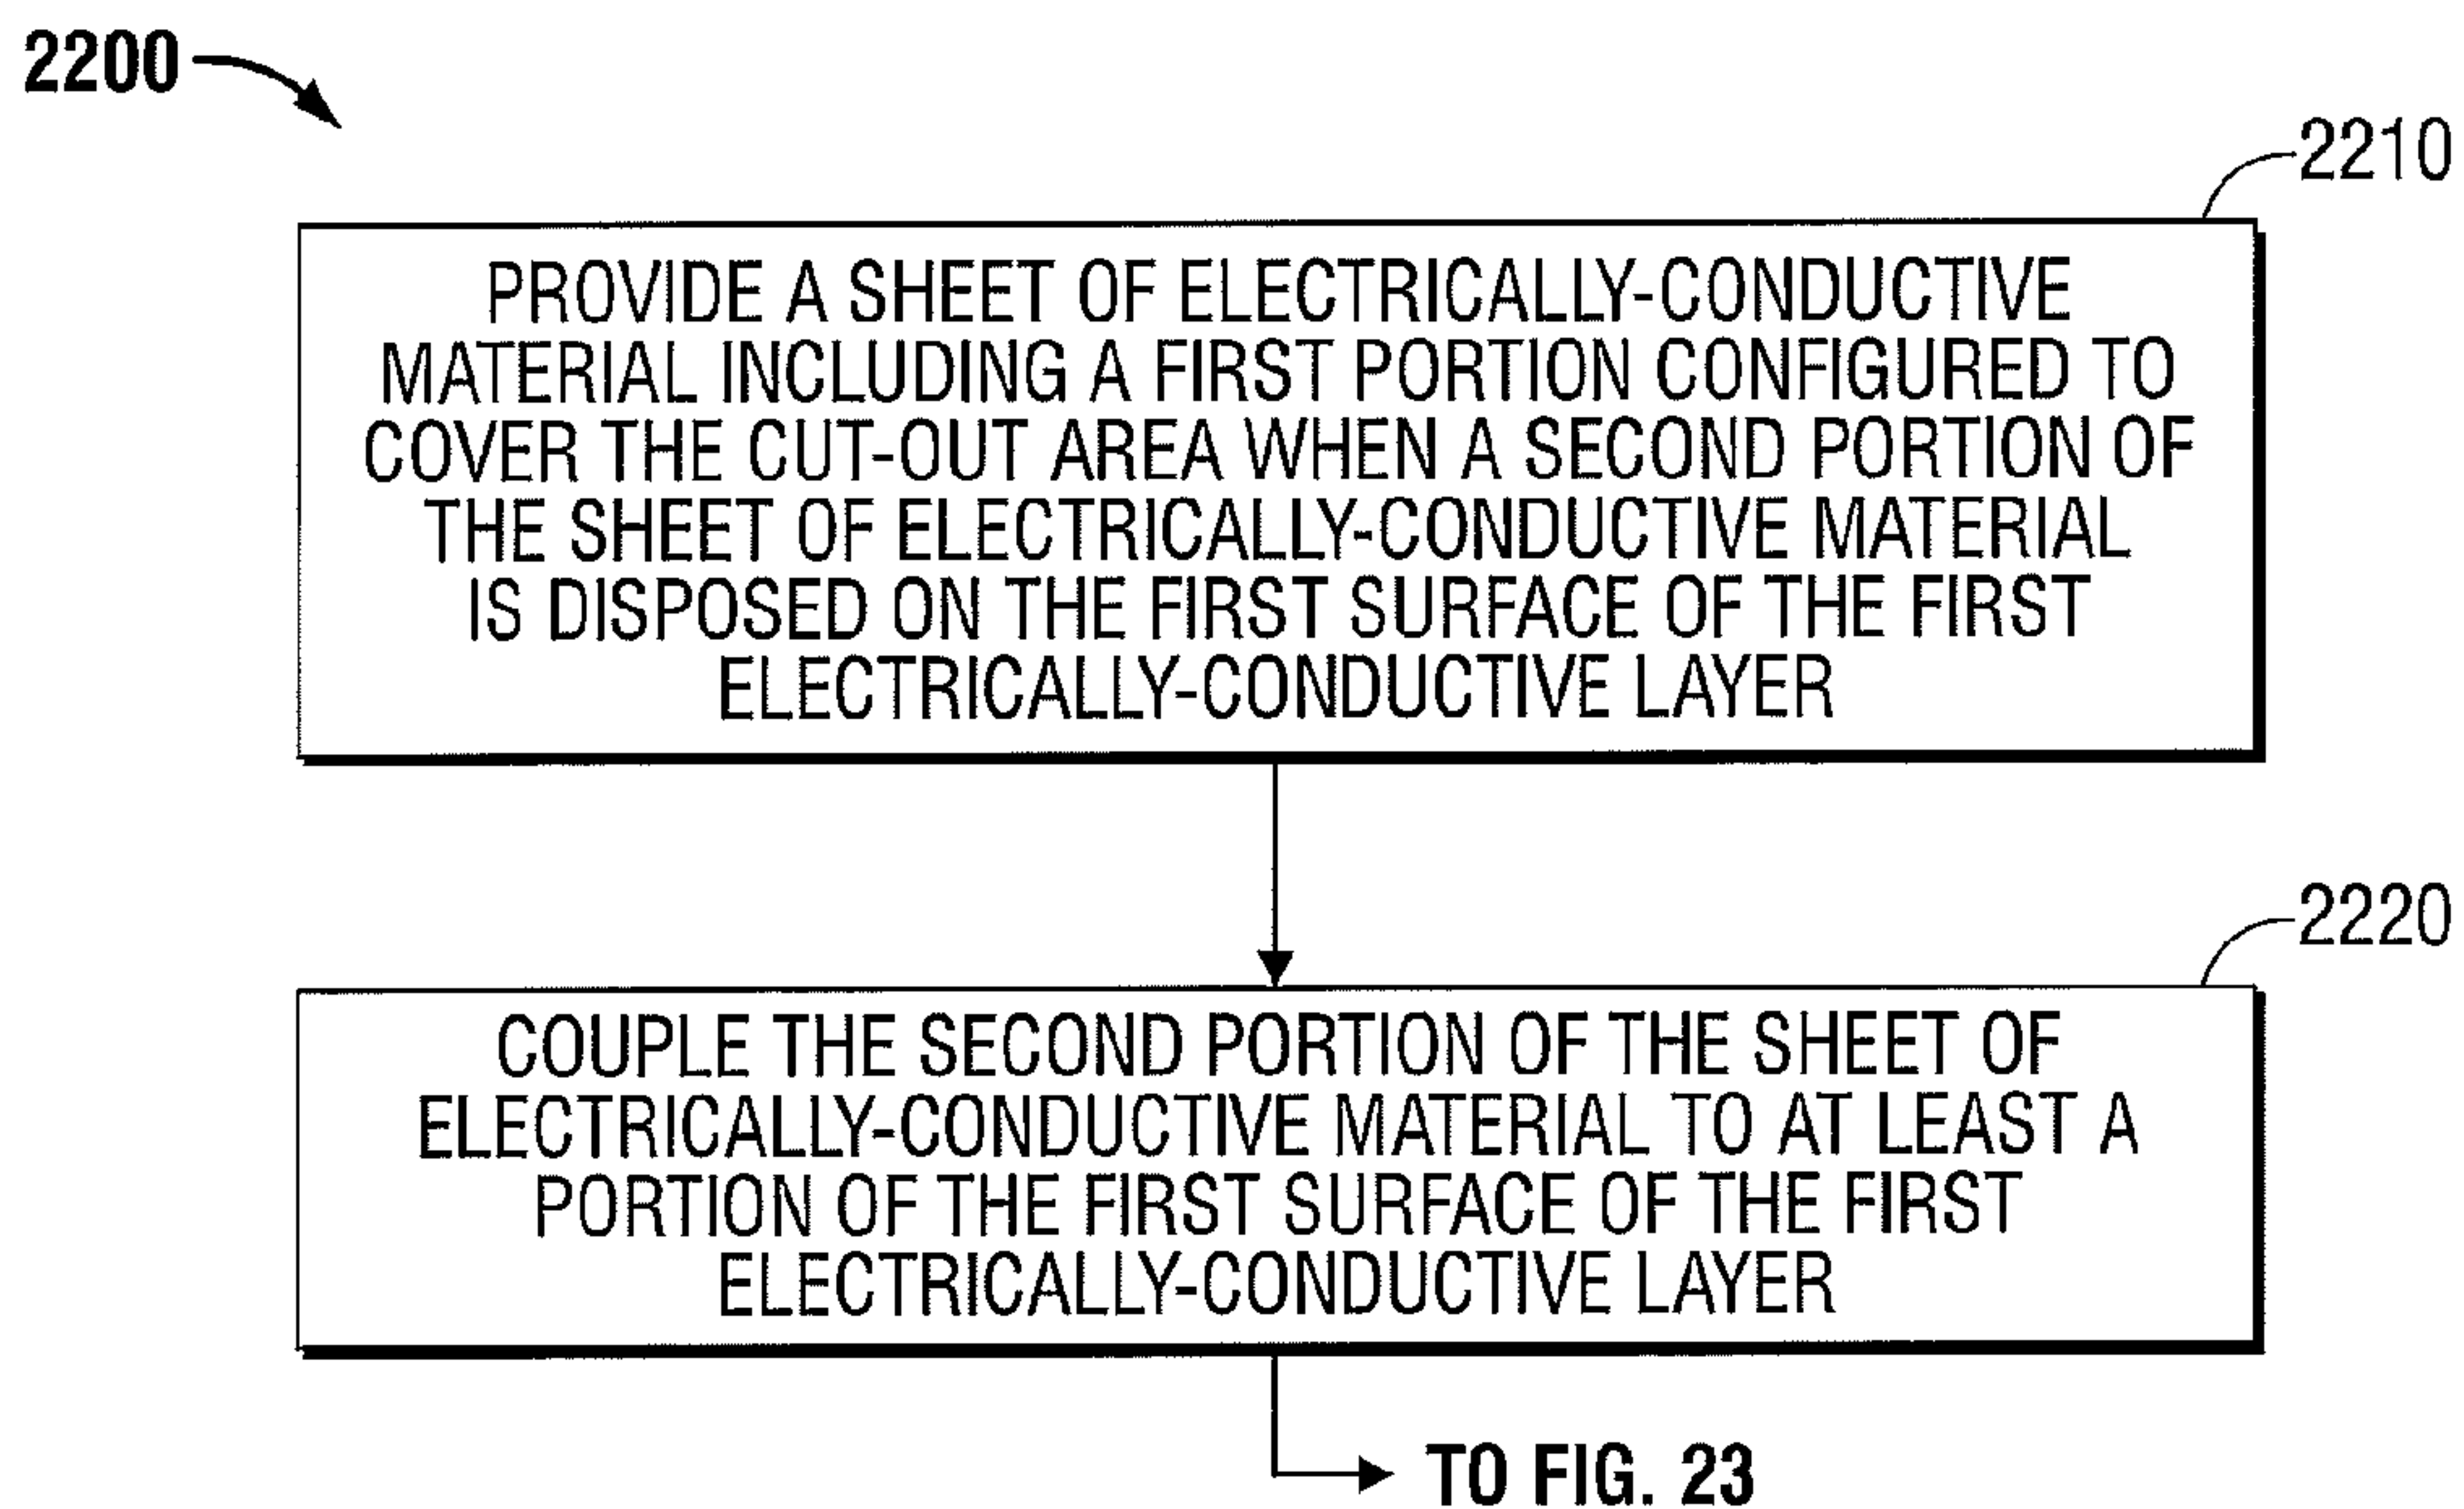 2200
2210
PROVIDE A SHEET OF ELECTRICALLY-CONDUCTIVE
MATERIAL INCLUDING A FIRST PORTION CONFIGURED TO
COVER THE CUT-OUT AREA WHEN A SECOND PORTION OF
THE SHEET OF ELECTRICALLY-CONDUCTIVE MATERIAL
IS DISPOSED ON THE FIRST SURFACE OF THE FIRST
ELECTRICALLY-CONDUCTIVE LAYER
2220
COUPLE THE SECOND PORTION OF THE SHEET OF
ELECTRICALLY-CONDUCTIVE MATERIAL TO AT LEAST A
PORTION OF THE FIRST SURFACE OF THE FIRST
ELECTRICALLY-CONDUCTIVE LAYER
TO FIG. 23